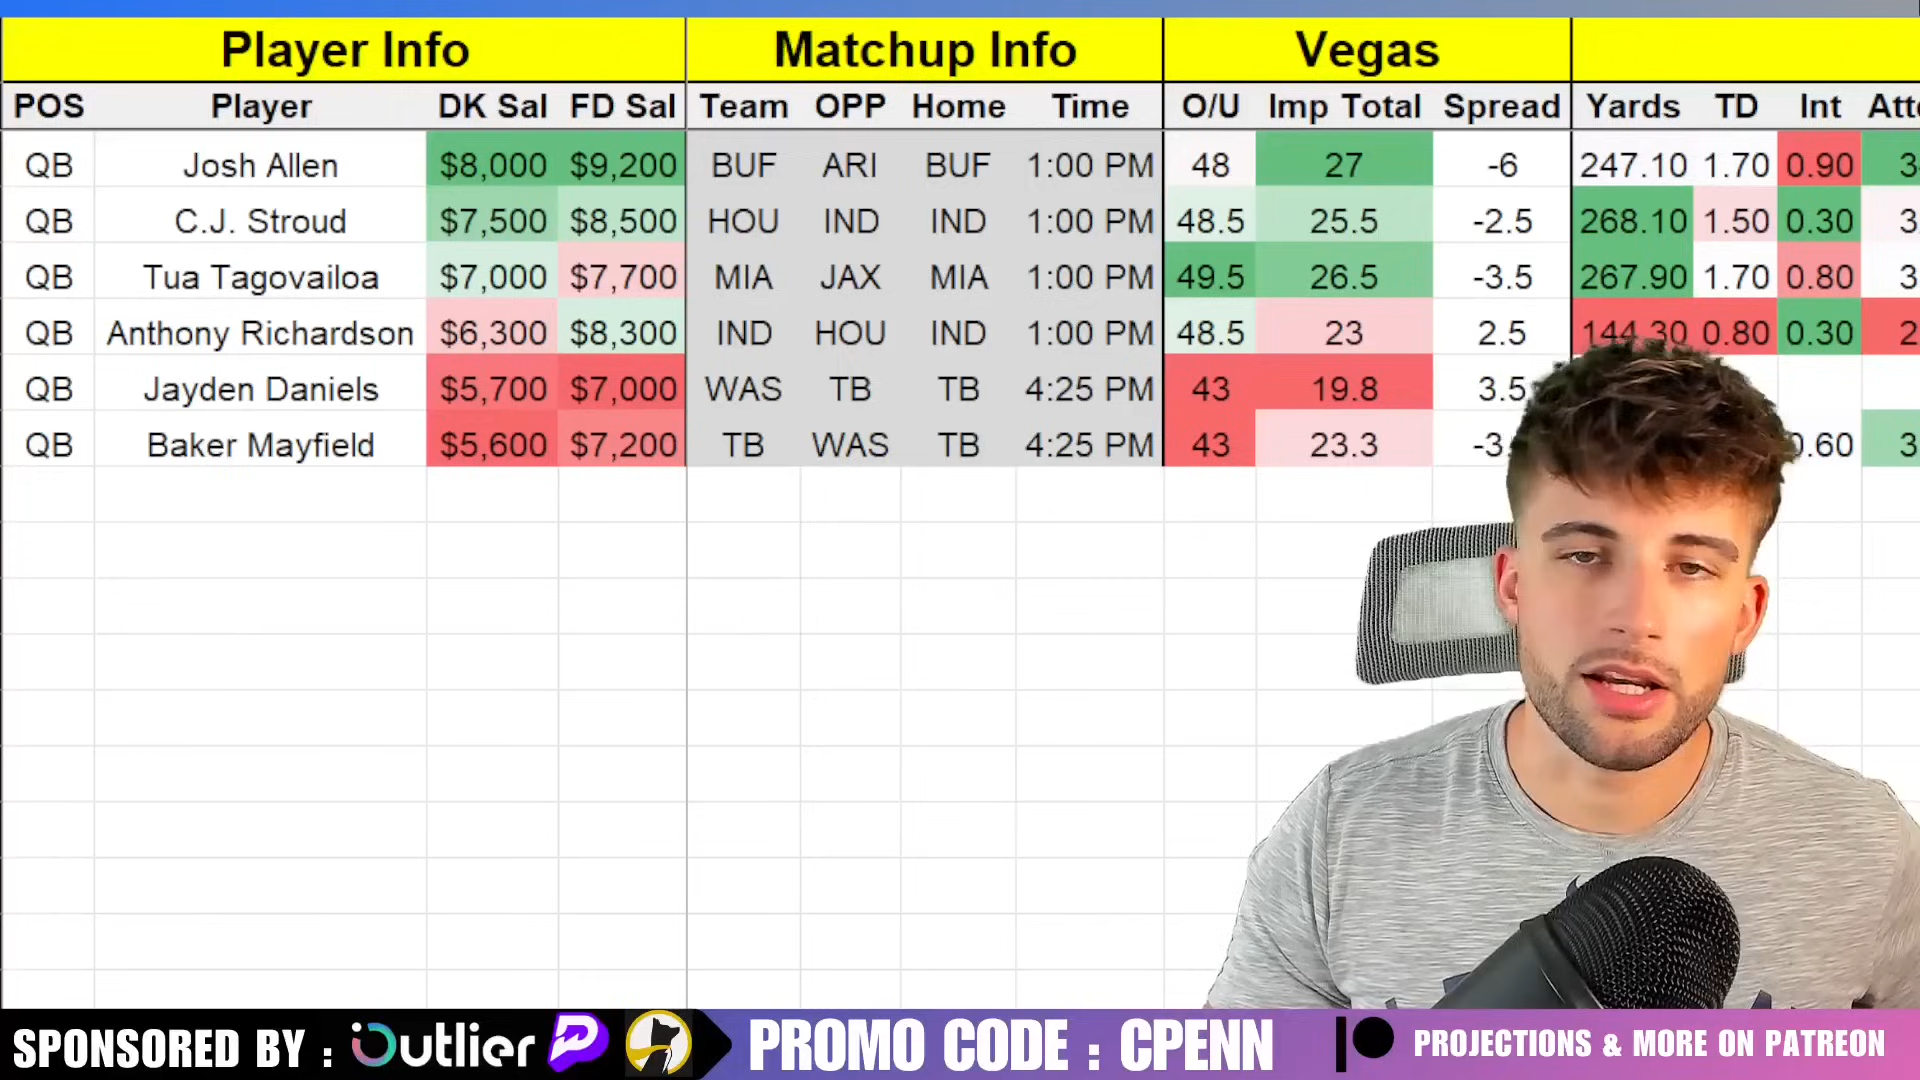 Player Info Matchup Info Vegas
POS Player DK Sal FD Sal Team OPP Home Time O/U Imp Total Spread Yards TD Int
QB Josh Allen $8,000 $9,200 BUF ARI BUF 1:00 PM 48 27 -6 247.10 1.70 0.90
QB C.J. Stroud $7,500 $8,500 HOU IND IND 1:00 PM 48.5 25.5 -2.5 268.10 1.50 0.30
QB Tua Tagovailoa $7,000 $7,700 MIA JAX MIA 1:00 PM 49.5 26.5 -3.5 267.90 1.70 0.80
QB Anthony Richardson $6,300 $8,300 IND HOU IND 1:00 PM 48.5 23 2.5 144.30 0.80 0.30
QB Jayden Daniels $5,700 $7,000 WAS TB TB 4:25 PM 43 19.8 3.5
QB Baker Mayfield $5,600 $7,200 TB WAS TB 4:25 PM 43 23.3 0.60
SPONSORED BY : Outlier PROMO CODE : CPENN PROJECTIONS & MORE ON PATREON